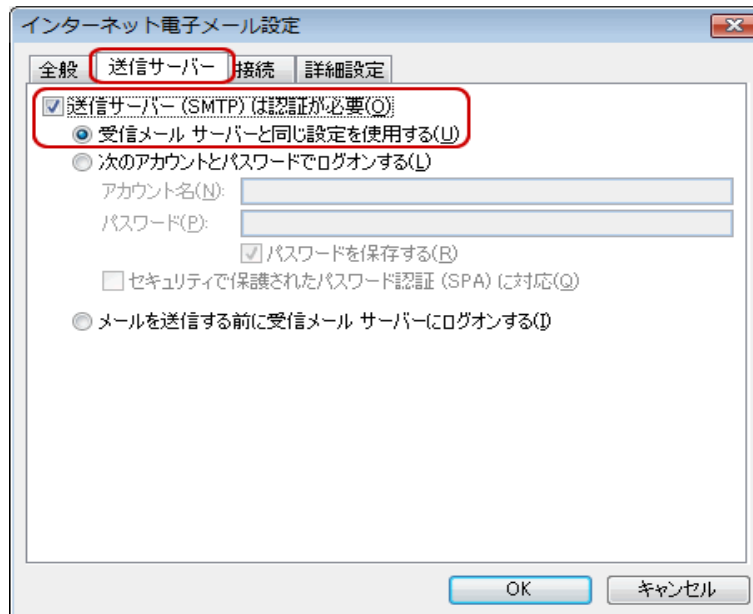 インターネット電子メール設定
全般 送信サーバー 接続 詳細設定
送信サーバー (SMTP) は認証が必要(O)
受信メール サーバーと同じ設定を使用する(U)
次のアカウントとパスワードでログオンする(L)
アカウント名(N):
パスワード(P):
パスワードを保存する(R)
セキュリティで保護されたパスワード認証 (SPA) に対応(Q)
メールを送信する前に受信メール サーバーにログオンする(I)
OK キャンセル